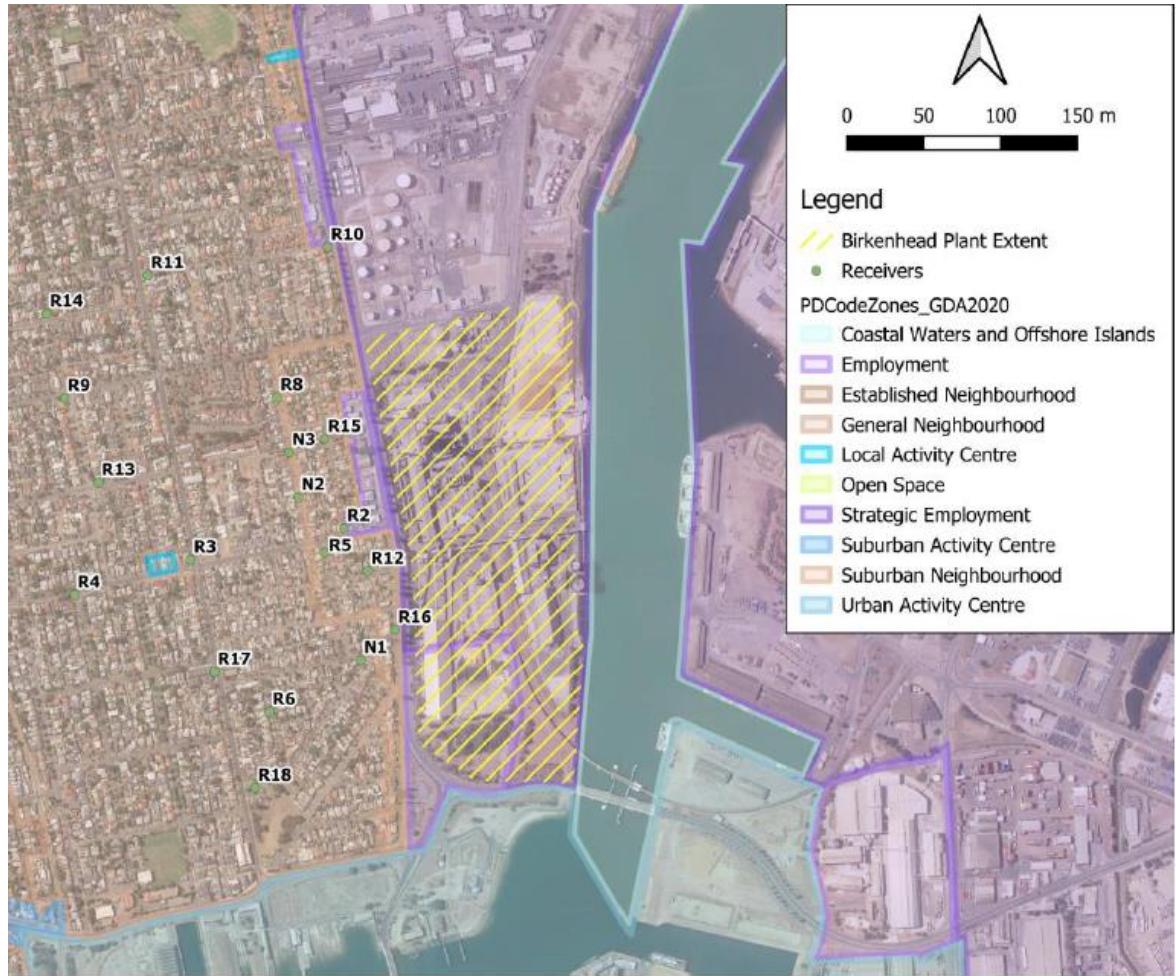 0 50 100 150 m
Legend
Birkenhead Plant Extent
Receivers
PDCodeZones_GDA2020
Coastal Waters and Offshore Islands
Employment
Established Neighbourhood
General Neighbourhood
Local Activity Centre
Open Space
Strategic Employment
Suburban Activity Centre
Suburban Neighbourhood
Urban Activity Centre
R10
R11
R14
R9
R8
R15
N3
R13
N2
R2
R3
R5
R12
R4
R16
N1
R17
R6
R18